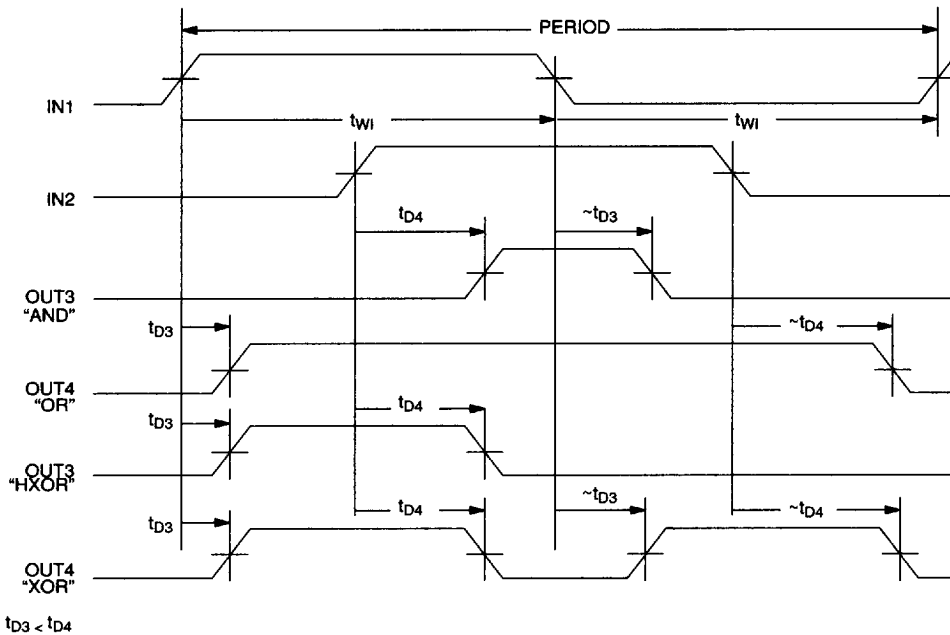 PERIOD
IN1
tWI tWI
IN2
tD4 ~tD3
OUT3
"AND"
tD3 ~tD4
OUT4
"OR"
tD3 tD4
OUT3
"HXOR"
tD3 tD4 ~tD3 ~tD4
OUT4
"XOR"
tD3 < tD4